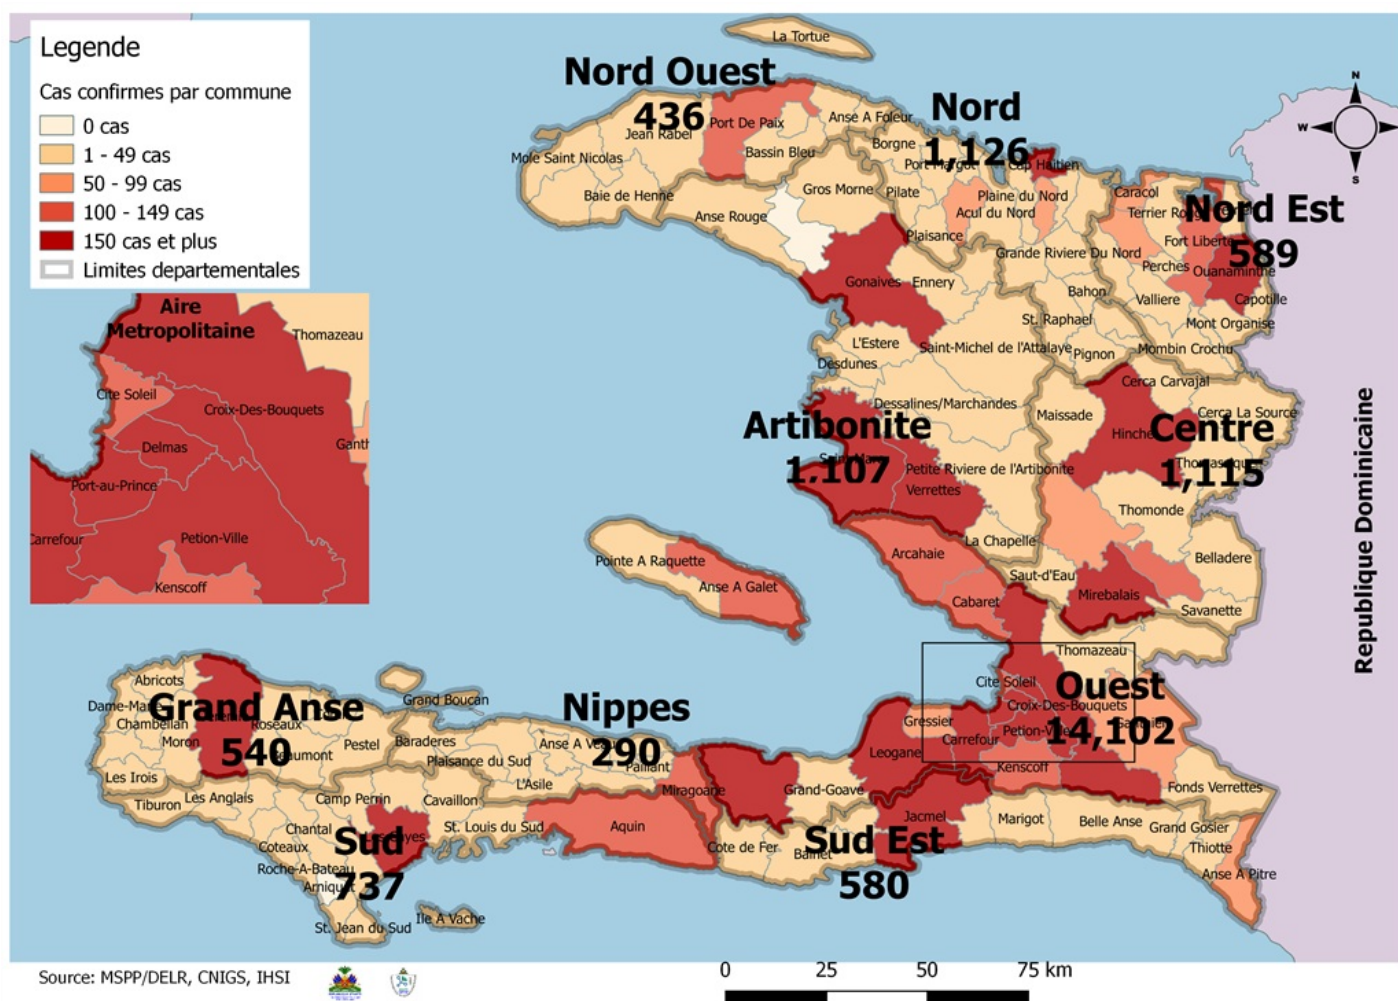 Legende
Cas confirmes par commune
0 cas
1 - 49 cas
50 - 99 cas
100 - 149 cas
150 cas et plus
Limites departementales
Aire
Metropolitaine
Thomazeau
Cite Soleil
Croix-Des-Bouquets
Delmas
Port-au-Prince
Carrefour
Petion-Ville
Kenscoff
La Tortue
Nord Ouest
436
Port De Paix
Jean Rabel
Anse A Foleur
Bassin Bleu
Mole Saint Nicolas
Baie de Henne
Anse Rouge
Nord
1,126
Borgne
Port Margot
Cap Haitien
Gros Morne
Pilate
Plaine du Nord
Acul du Nord
Plaisance
Grande Riviere Du Nord
Caracol
Nord Est
589
Fort Liberte
Perches
Ouanaminthe
Capotille
Valliere
Mont Organise
Bahon
St. Raphael
Pignon
Mombin Crochu
Gonaives
Ennery
L'Estere
Saint-Michel de l'Attalaye
Desdunes
Dessalines/Marchandes
Artibonite
1,107
Petite Riviere de l'Artibonite
Verrettes
La Chapelle
Cerca Carvajal
Maissade
Cerca La Source
Hinche
Centre
1,115
Thomonde
Belladere
Saut-d'Eau
Mirebalais
Savanette
Arcahaie
Cabaret
Pointe A Raquette
Anse A Galet
Thomazeau
Cite Soleil
Ouest
14,102
Croix-Des-Bouquets
Gressier
Carrefour
Petion-Ville
Leogane
Kenscoff
Fonds Verrettes
Republique Dominicaine
Abricots
Grand Anse
540
Chambellan
Moron
Roseaux
Pestel
Les Irois
Grand Boucan
Baraderes
Nippes
290
Plaisance du Sud
L'Asile
Paillant
Miragoane
Grand-Goave
Tiburon
Les Anglais
Camp Perrin
Cavaillon
St. Louis du Sud
Aquin
Chantal
Coteaux
Sud
737
Roche-A-Bateau
St. Jean du Sud
Ile A Vache
Cote de Fer
Sud Est
580
Jacmel
Marigot
Belle Anse
Grand Gosier
Thiotte
Anse A Pitre
N
W
S
Source: MSPP/DELR, CNIGS, IHSI
0 25 50 75 km